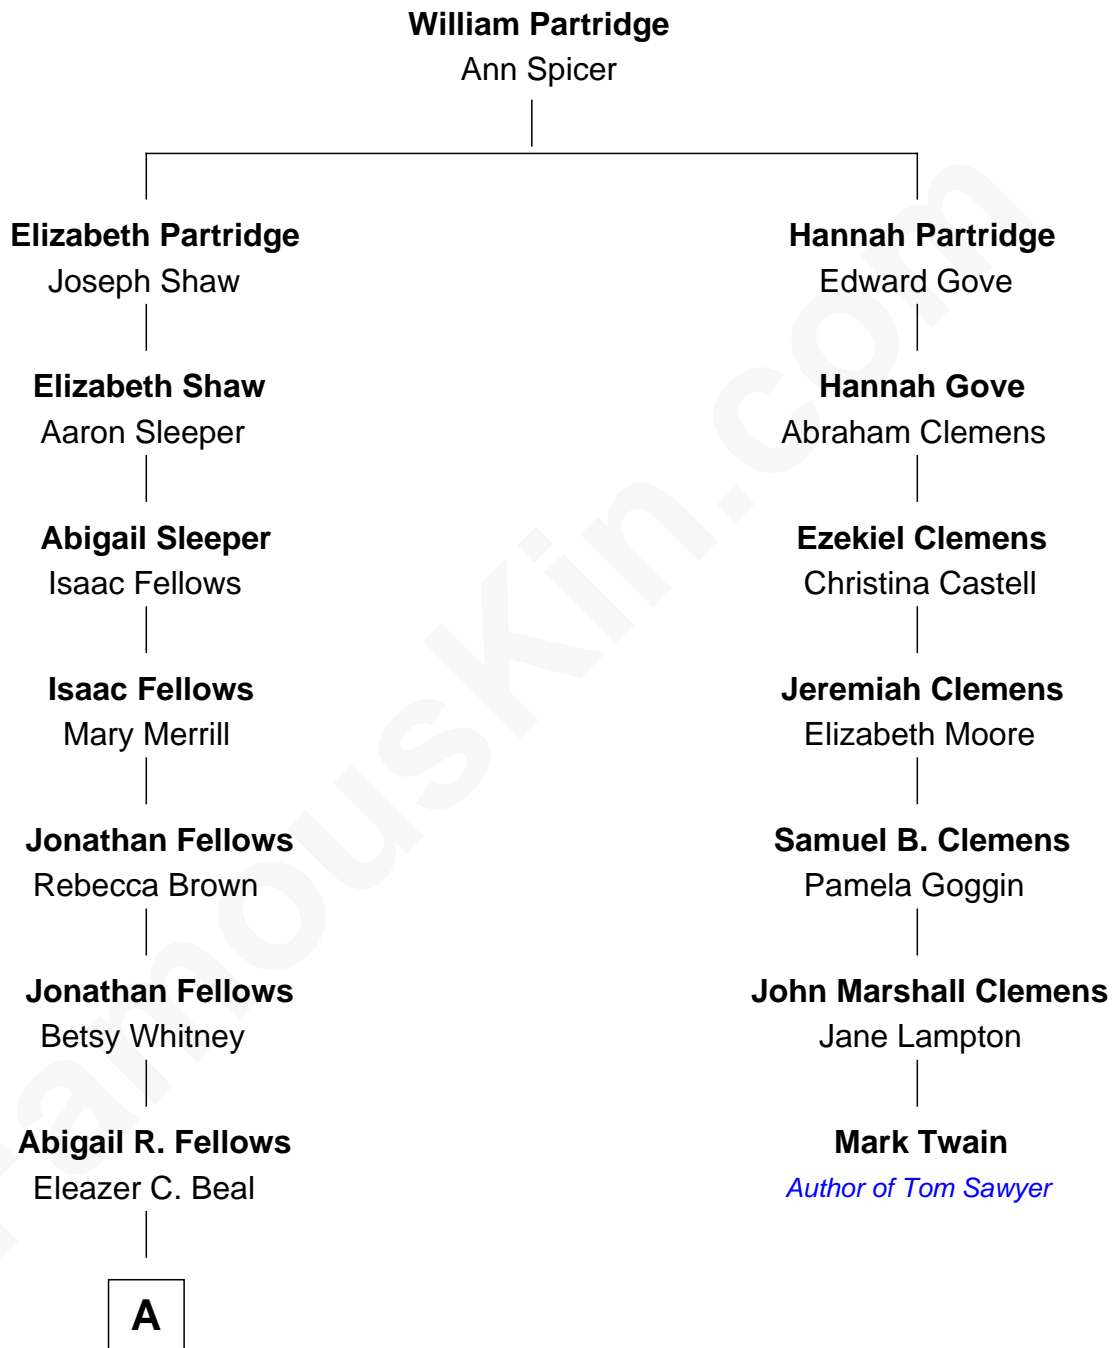 William Partridge
Ann Spicer
Elizabeth Partridge
Joseph Shaw
Hannah Partridge
Edward Gove
Elizabeth Shaw
Aaron Sleeper
Hannah Gove
Abraham Clemens
Abigail Sleeper
Isaac Fellows
Ezekiel Clemens
Christina Castell
Isaac Fellows
Mary Merrill
Jeremiah Clemens
Elizabeth Moore
Jonathan Fellows
Rebecca Brown
Samuel B. Clemens
Pamela Goggin
Jonathan Fellows
Betsy Whitney
John Marshall Clemens
Jane Lampton
Abigail R. Fellows
Eleazer C. Beal
Mark Twain
Author of Tom Sawyer
A
FamousKin.com